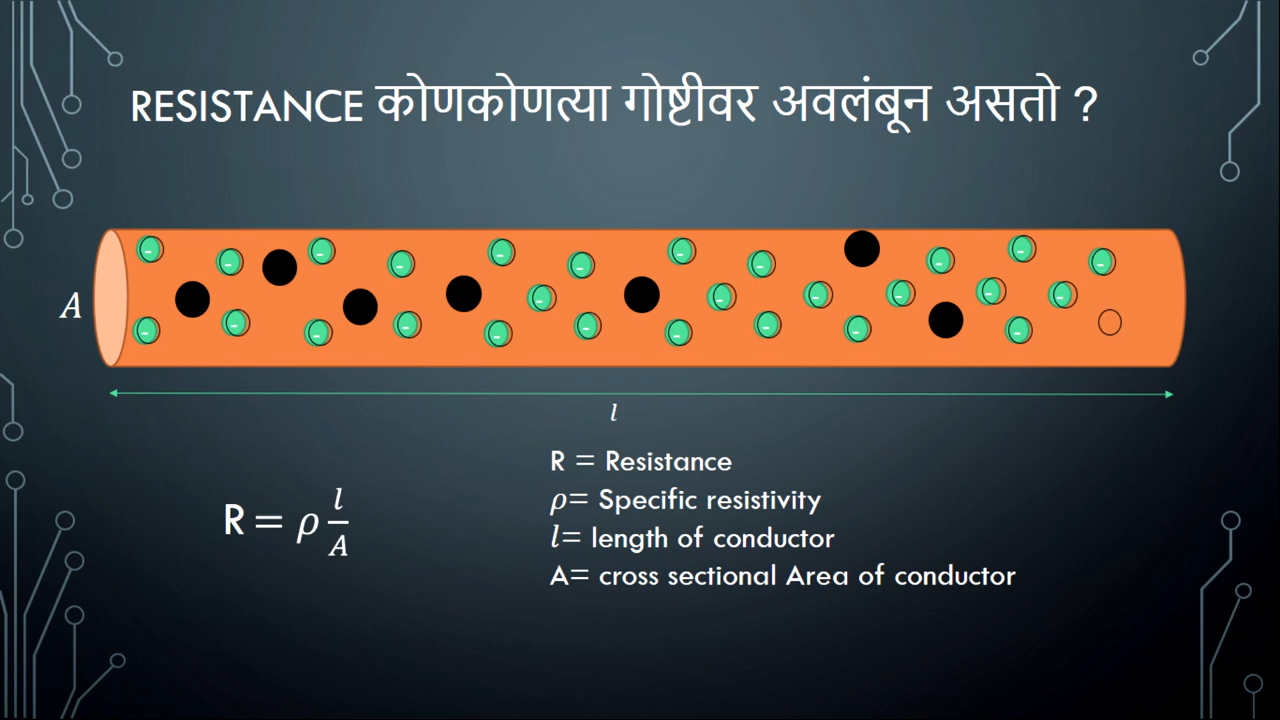 RESISTANCE कोणकोणत्या गोष्टीवर अवलंबून असतो ?
- - - - - - - - - - - - - - - - - - - - - - - - - - - - - -
A
l
R = ρ l/A
R = Resistance
ρ= Specific resistivity
l= length of conductor
A= cross sectional Area of conductor